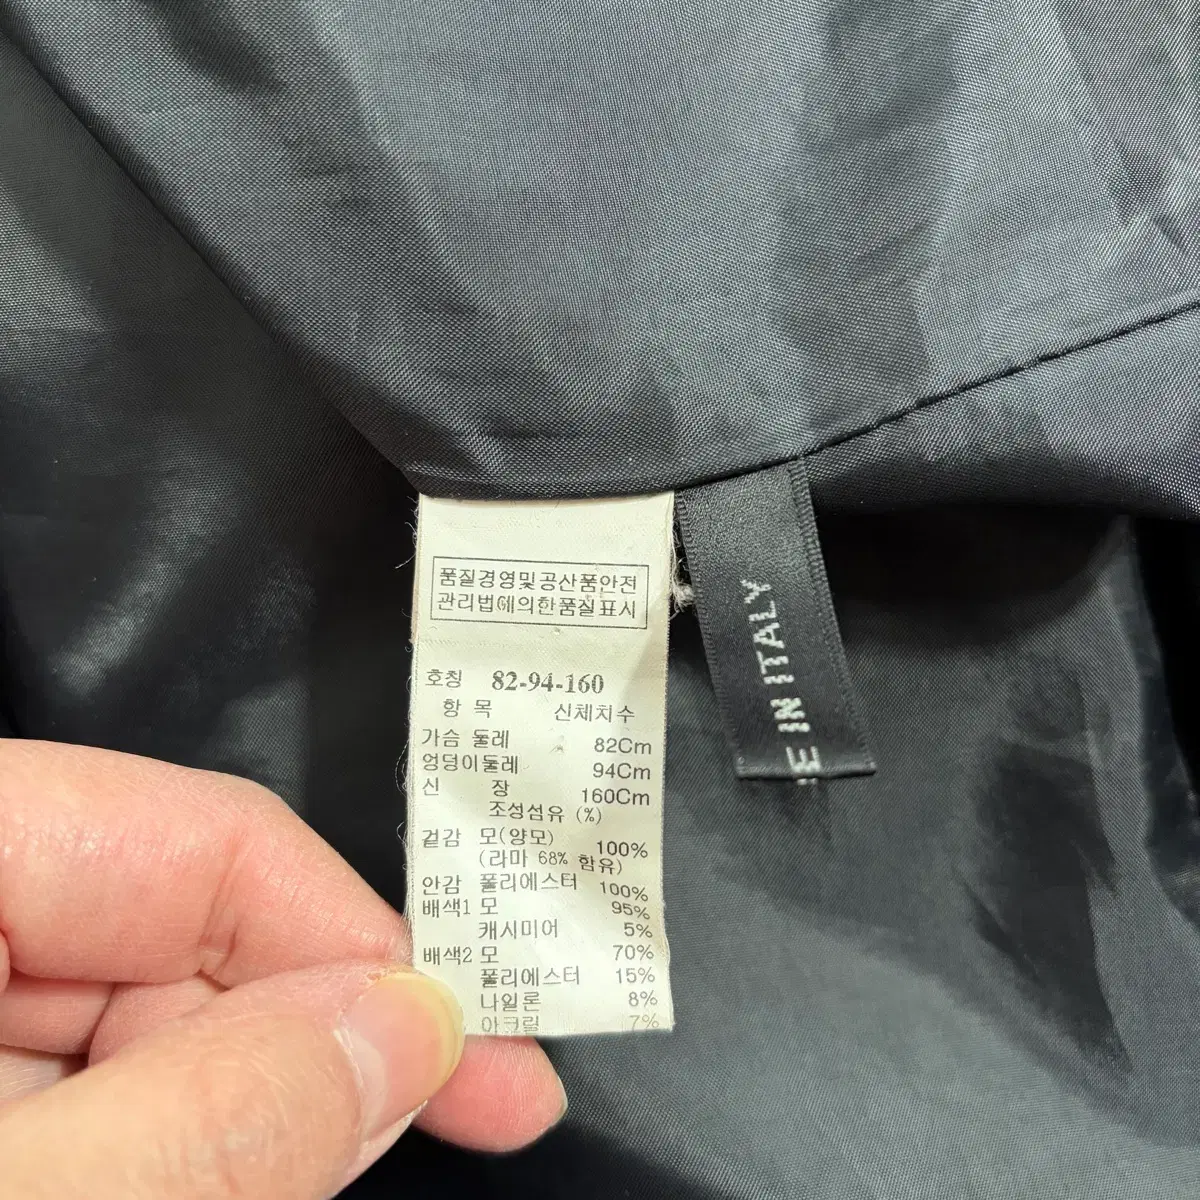 품질경영및공산품안전
관리법에의한품질표시
호칭 82-94-160
항 목 신체치수
가슴 둘레 82Cm
엉덩이둘레 94Cm
신 장 160Cm
조성섬유 (%)
겉감 모(양모) 100%
(라마 68% 함유)
안감 폴리에스터 100%
배색1 모 95%
캐시미어 5%
배색2 모 70%
폴리에스터 15%
나일론 8%
아크릴 7%
E IN ITALY